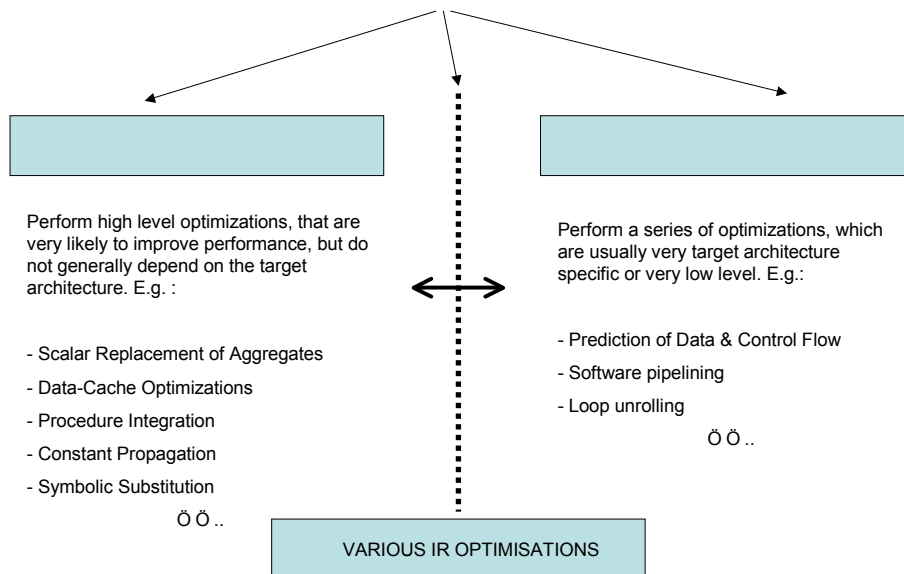 Perform high level optimizations, that are
very likely to improve performance, but do
not generally depend on the target
architecture. E.g. :
- Scalar Replacement of Aggregates
- Data-Cache Optimizations
- Procedure Integration
- Constant Propagation
- Symbolic Substitution
Ö Ö ..
Perform a series of optimizations, which
are usually very target architecture
specific or very low level. E.g.:
- Prediction of Data & Control Flow
- Software pipelining
- Loop unrolling
Ö Ö ..
VARIOUS IR OPTIMISATIONS